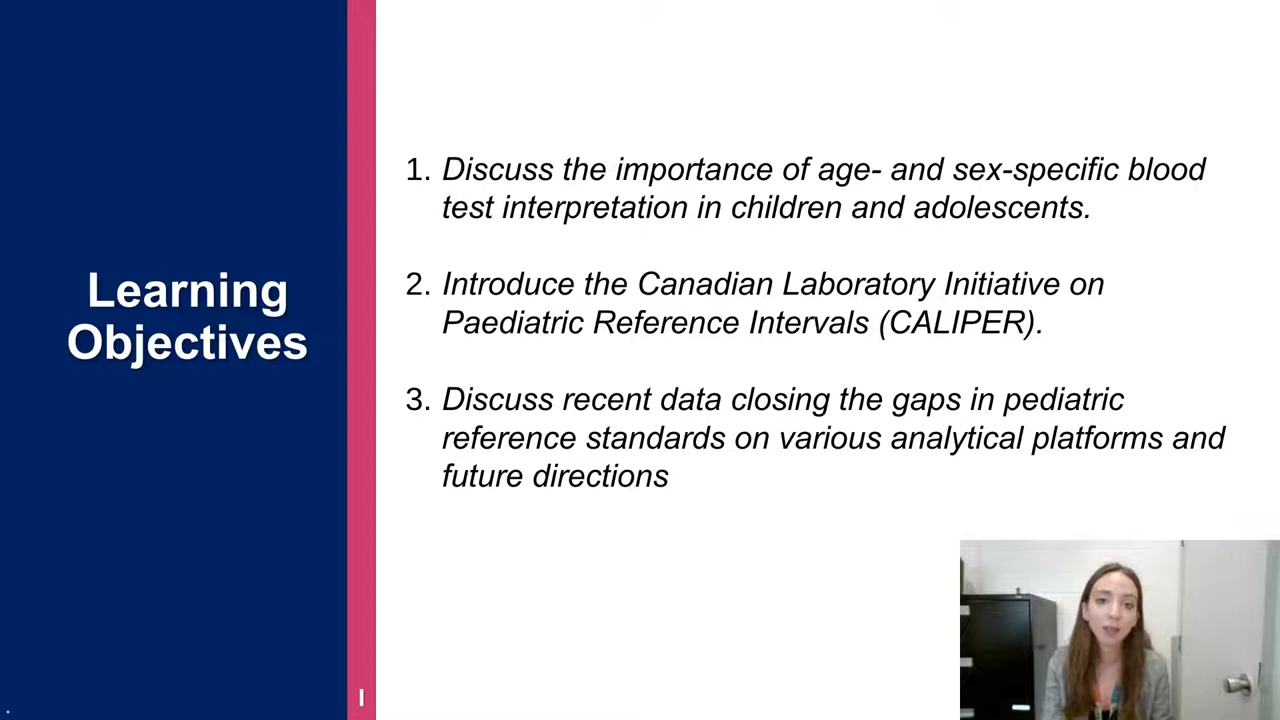 Learning
Objectives
1. Discuss the importance of age- and sex-specific blood
test interpretation in children and adolescents.
2. Introduce the Canadian Laboratory Initiative on
Paediatric Reference Intervals (CALIPER).
3. Discuss recent data closing the gaps in pediatric
reference standards on various analytical platforms and
future directions